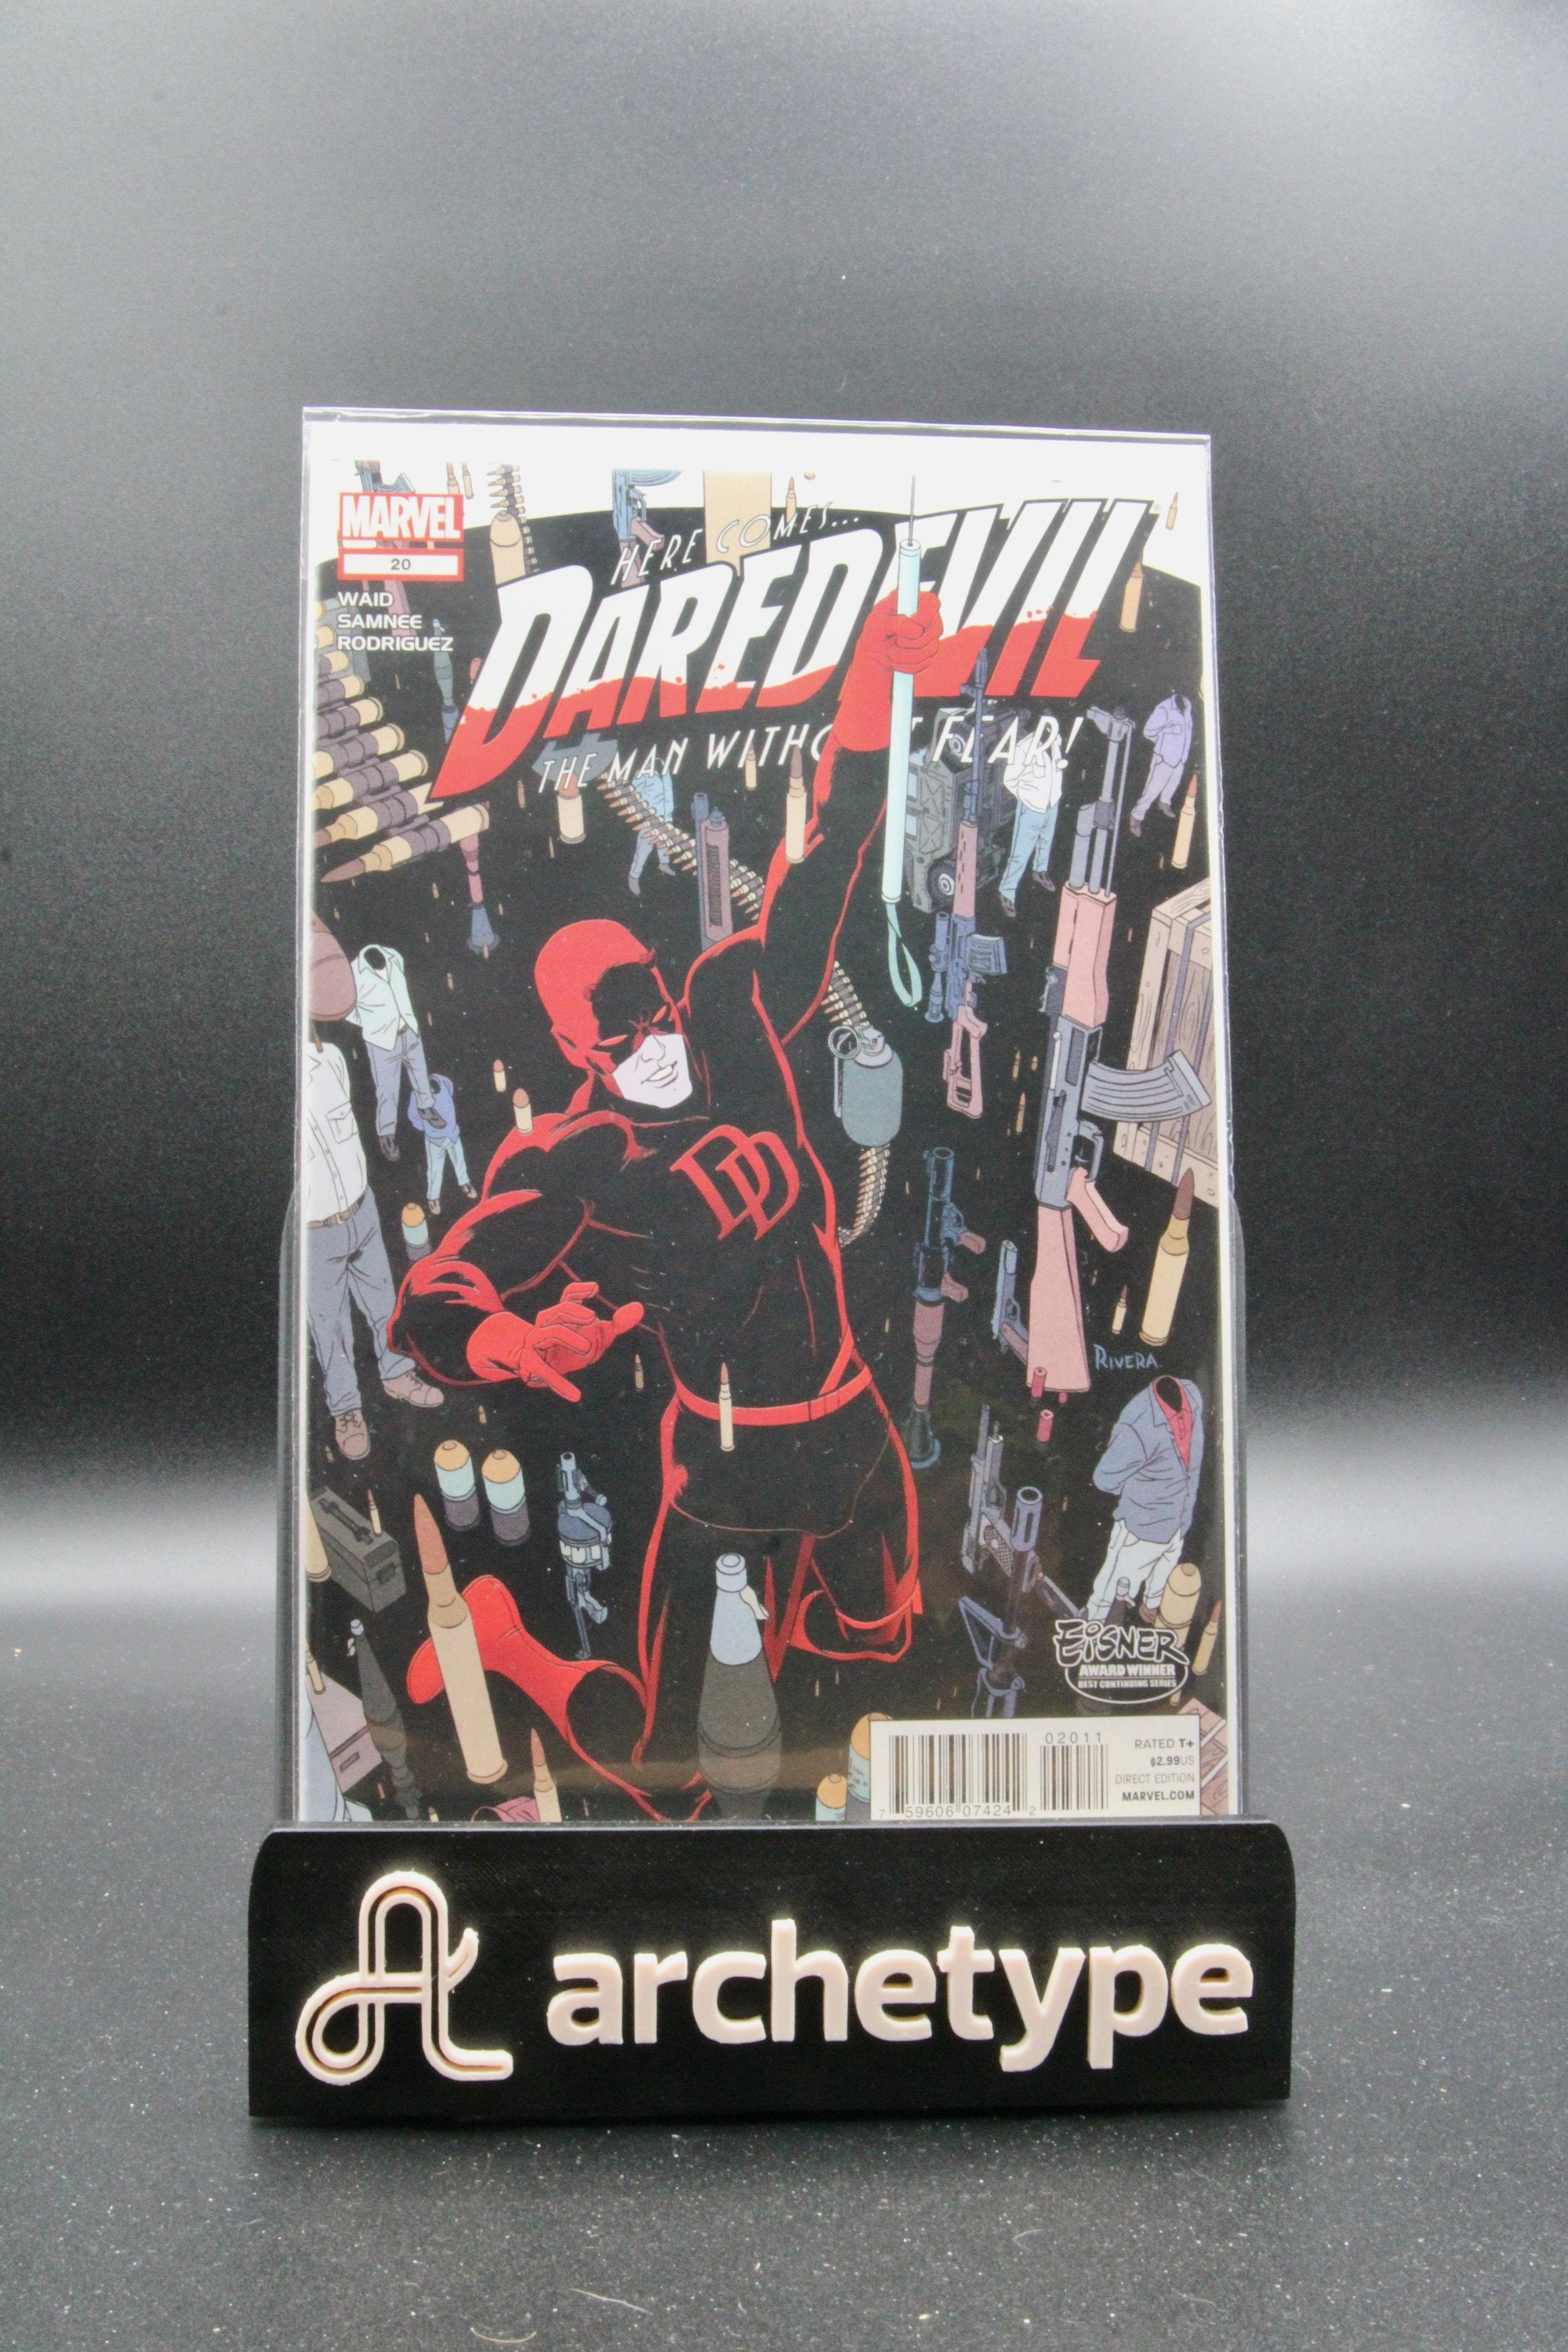 MARVEL
20
WAID
SAMNEE
RODRIGUEZ
HERE COMES...
DAREDEVIL
THE MAN WITHO T FEAR!
DD
RIVERA
EISNER
AWARD WINNER
BEST CONTINUING SERIES
02011
7 59606 07424 2
RATED T+
$2.99US
DIRECT EDITION
MARVEL.COM
A archetype